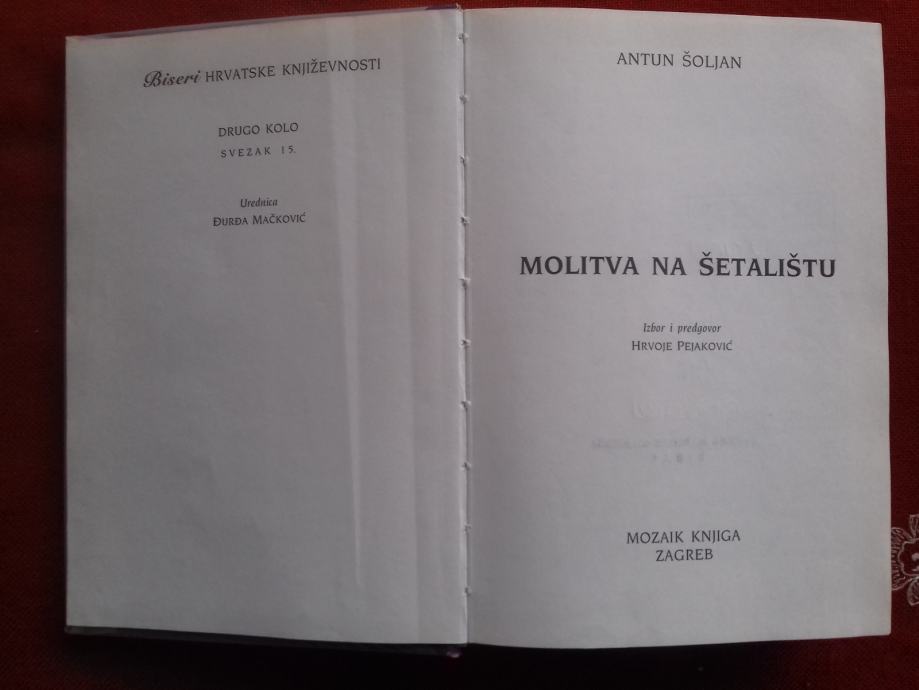 Biseri HRVATSKE KNJIŽEVNOSTI
DRUGO KOLO
SVEZAK 15.
Urednica
ĐURĐA MAČKOVIĆ
ANTUN ŠOLJAN
MOLITVA NA ŠETALIŠTU
Izbor i predgovor
HRVOJE PEJAKOVIĆ
MOZAIK KNJIGA
ZAGREB